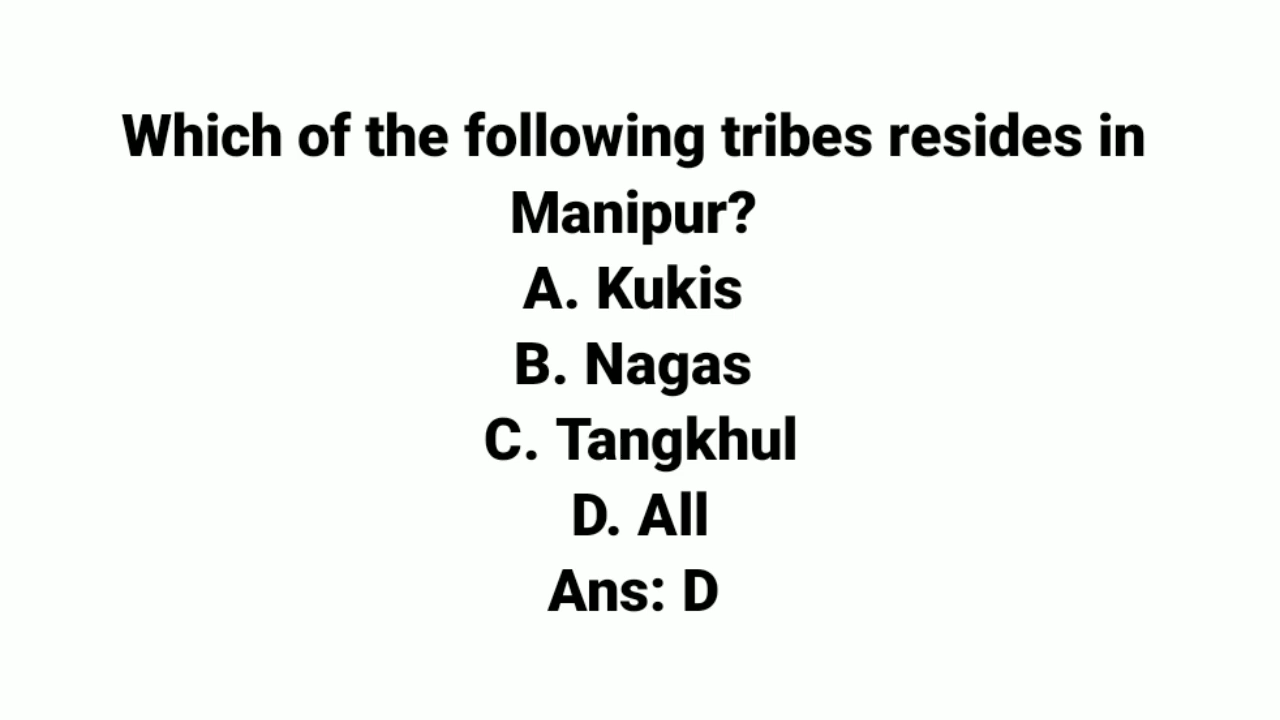 Which of the following tribes resides in
Manipur?
A. Kukis
B. Nagas
C. Tangkhul
D. All
Ans: D